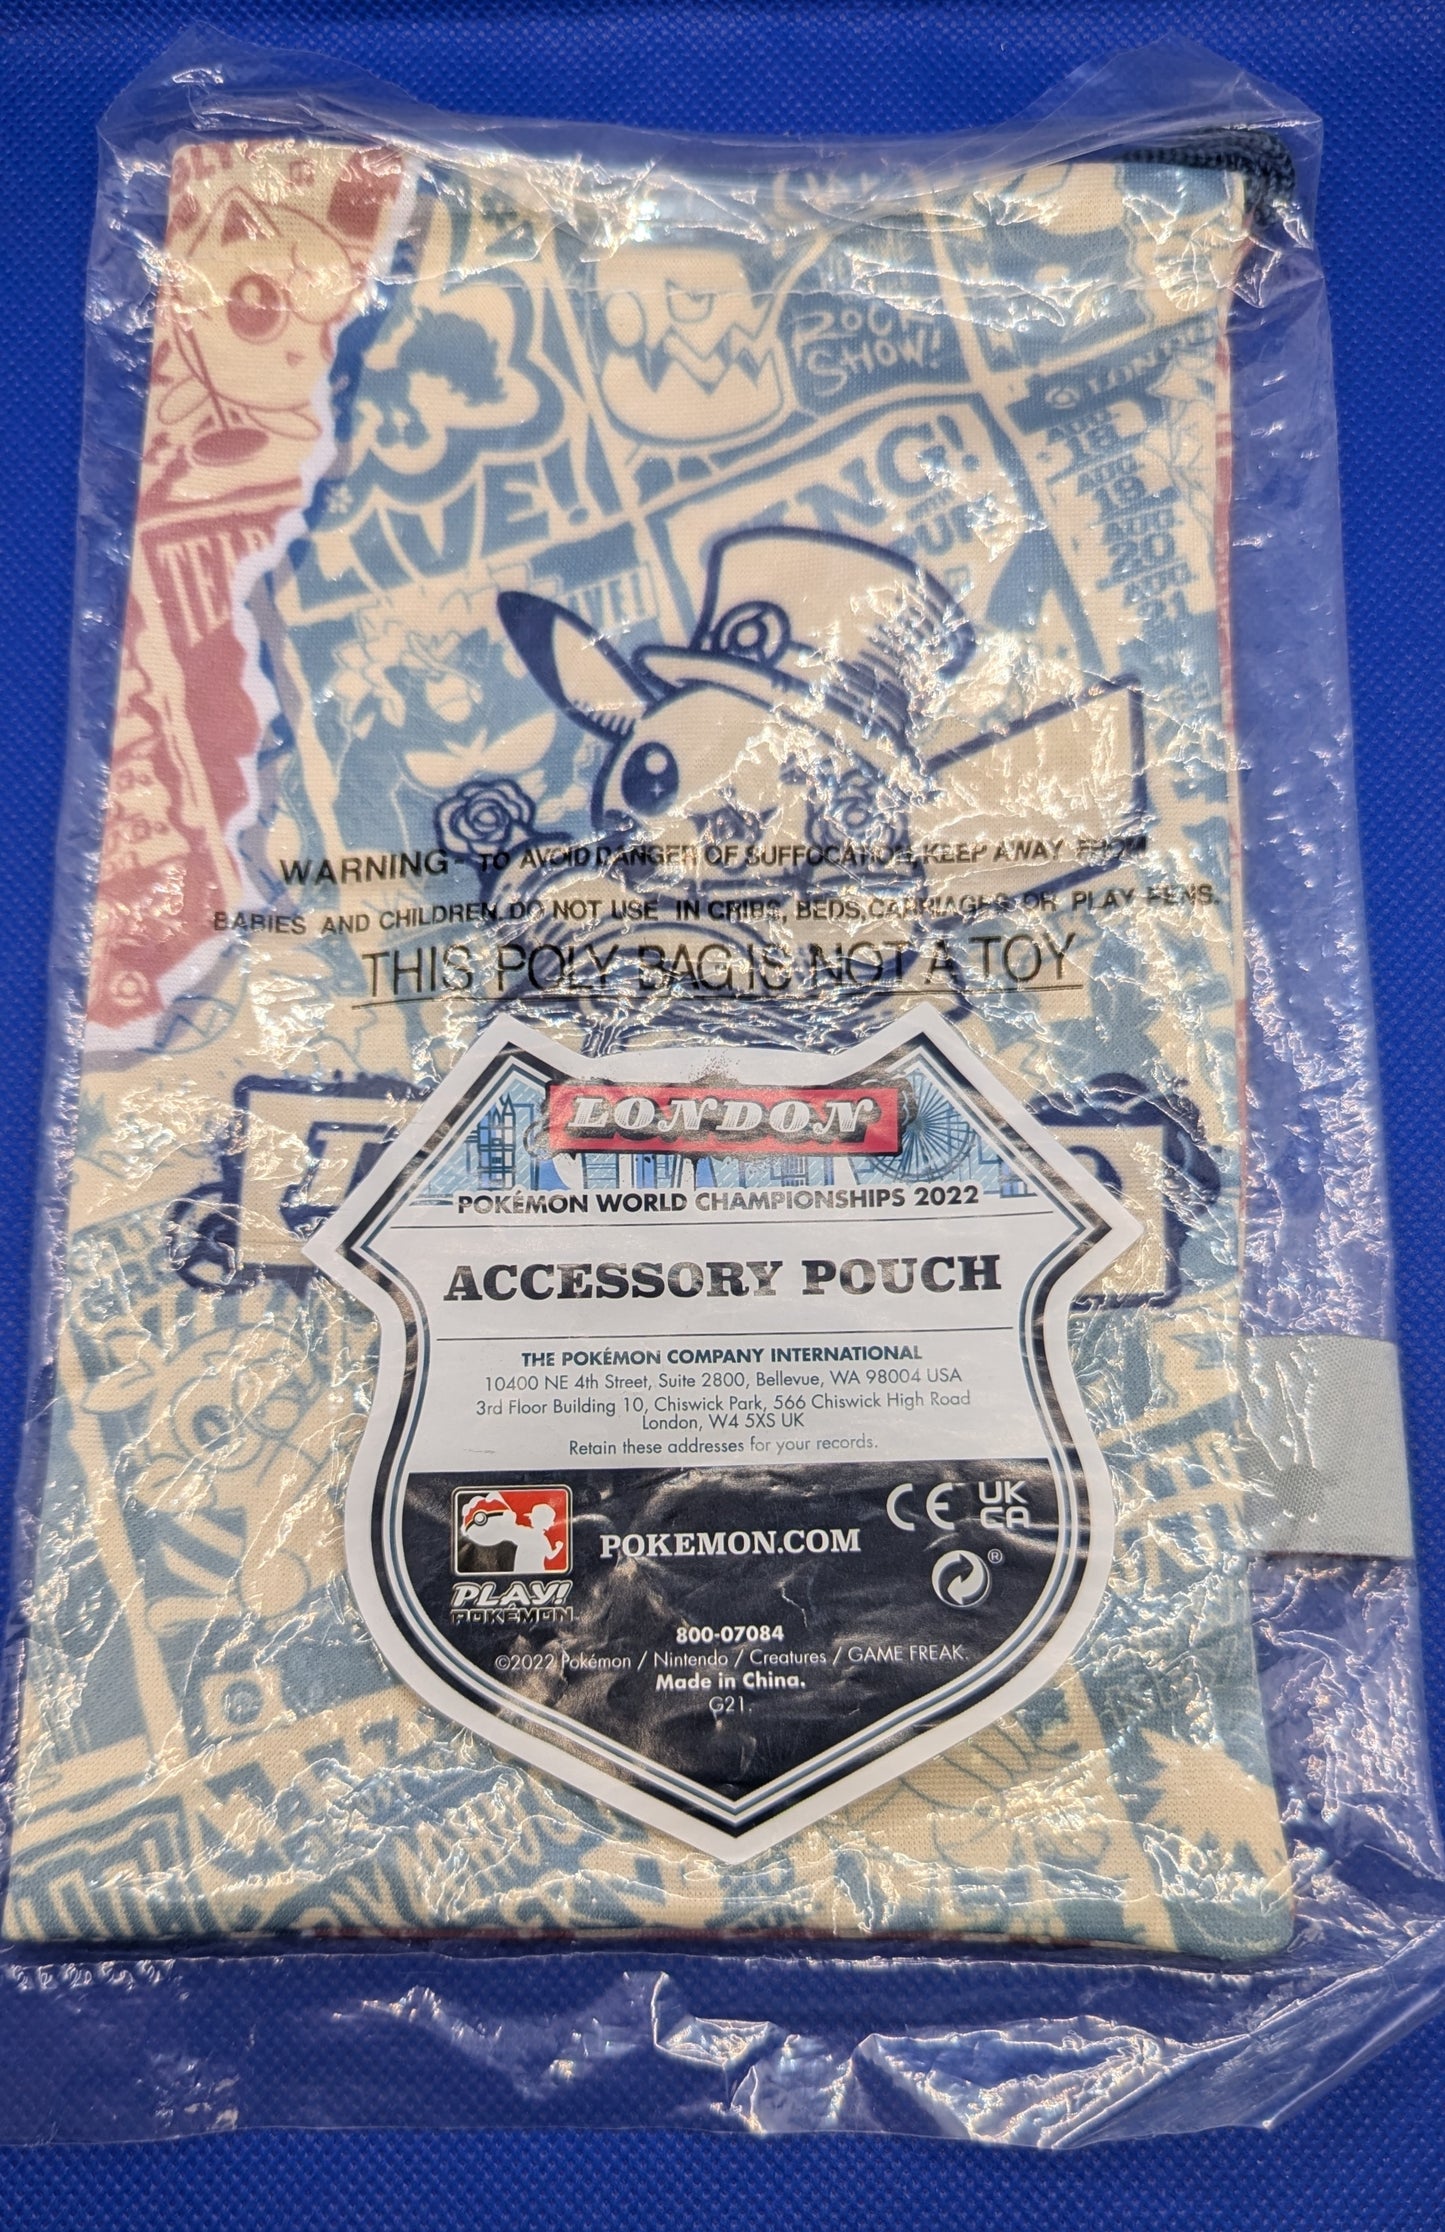 ROCK
SHOW!
LIVE!
AUG.
18
AUG.
19
AUG.
20
AUG.
21
WARNING - TO AVOID DANGER OF SUFFOCATION, KEEP AWAY FROM
BABIES AND CHILDREN. DO NOT USE IN CRIBS, BEDS, CARRIAGES OR PLAY PENS.
THIS POLY BAG IS NOT A TOY
LONDON
POKÉMON WORLD CHAMPIONSHIPS 2022
ACCESSORY POUCH
THE POKÉMON COMPANY INTERNATIONAL
10400 NE 4th Street, Suite 2800, Bellevue, WA 98004 USA
3rd Floor Building 10, Chiswick Park, 566 Chiswick High Road
London, W4 5XS UK
Retain these addresses for your records.
CE UK
CA
POKEMON.COM
PLAY!
POKÉMON
800-07084
©2022 Pokémon / Nintendo / Creatures / GAME FREAK.
Made in China.
G21